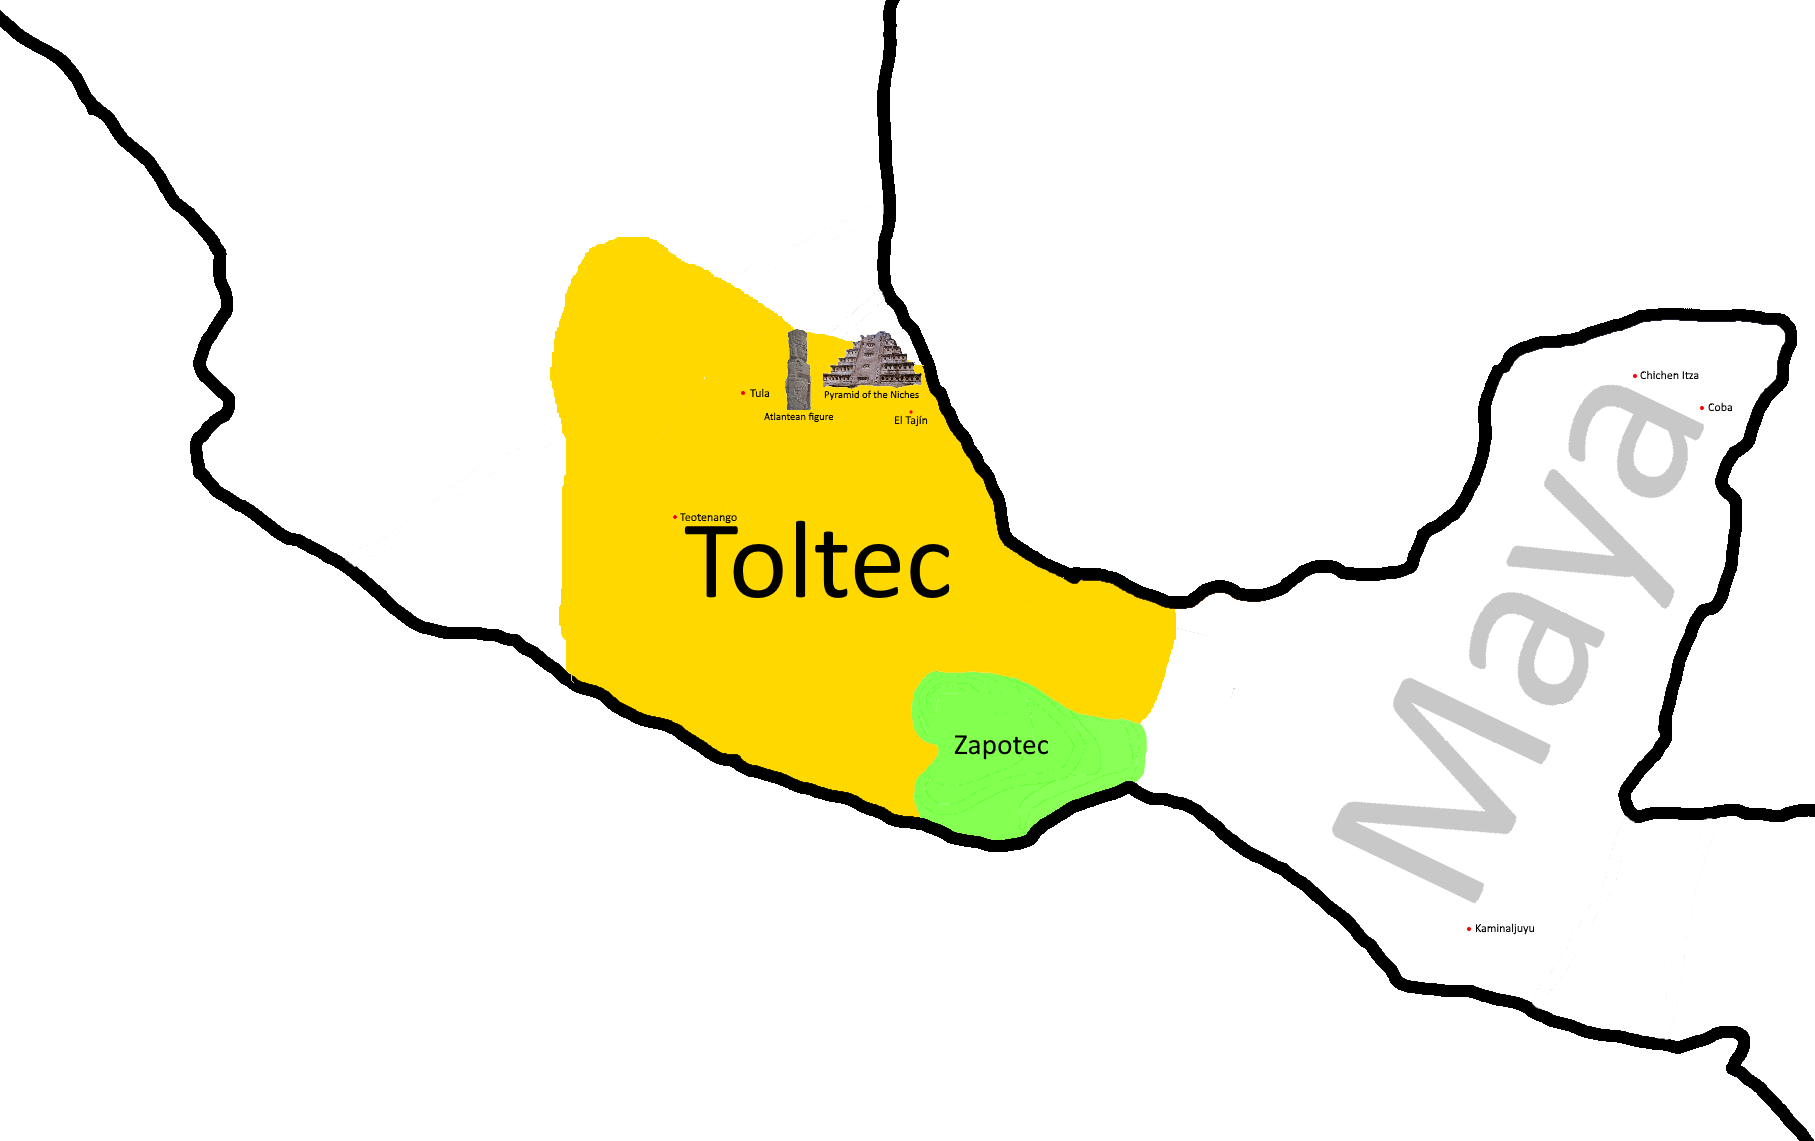 Chichen Itza
Coba
Tula
Pyramid of the Niches
Atlantean figure
El Tajín
Teotenango
Toltec
Maya
Zapotec
Kaminaljuyu